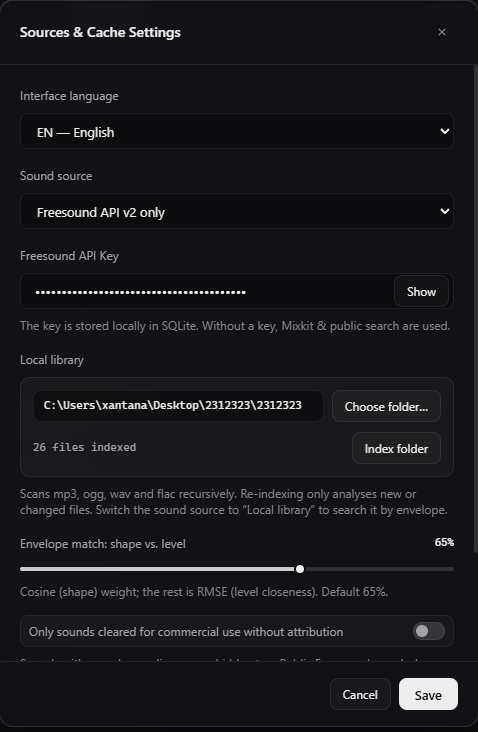 Sources & Cache Settings ×
Interface language
EN — English
Sound source
Freesound API v2 only
Freesound API Key
•••••••••••••••••••••••••••••••••••••••• Show
The key is stored locally in SQLite. Without a key, Mixkit & public search are used.
Local library
C:\Users\xantana\Desktop\2312323\2312323 Choose folder...
26 files indexed Index folder
Scans mp3, ogg, wav and flac recursively. Re-indexing only analyses new or
changed files. Switch the sound source to “Local library” to search it by envelope.
Envelope match: shape vs. level 65%
Cosine (shape) weight; the rest is RMSE (level closeness). Default 65%.
Only sounds cleared for commercial use without attribution
Cancel Save